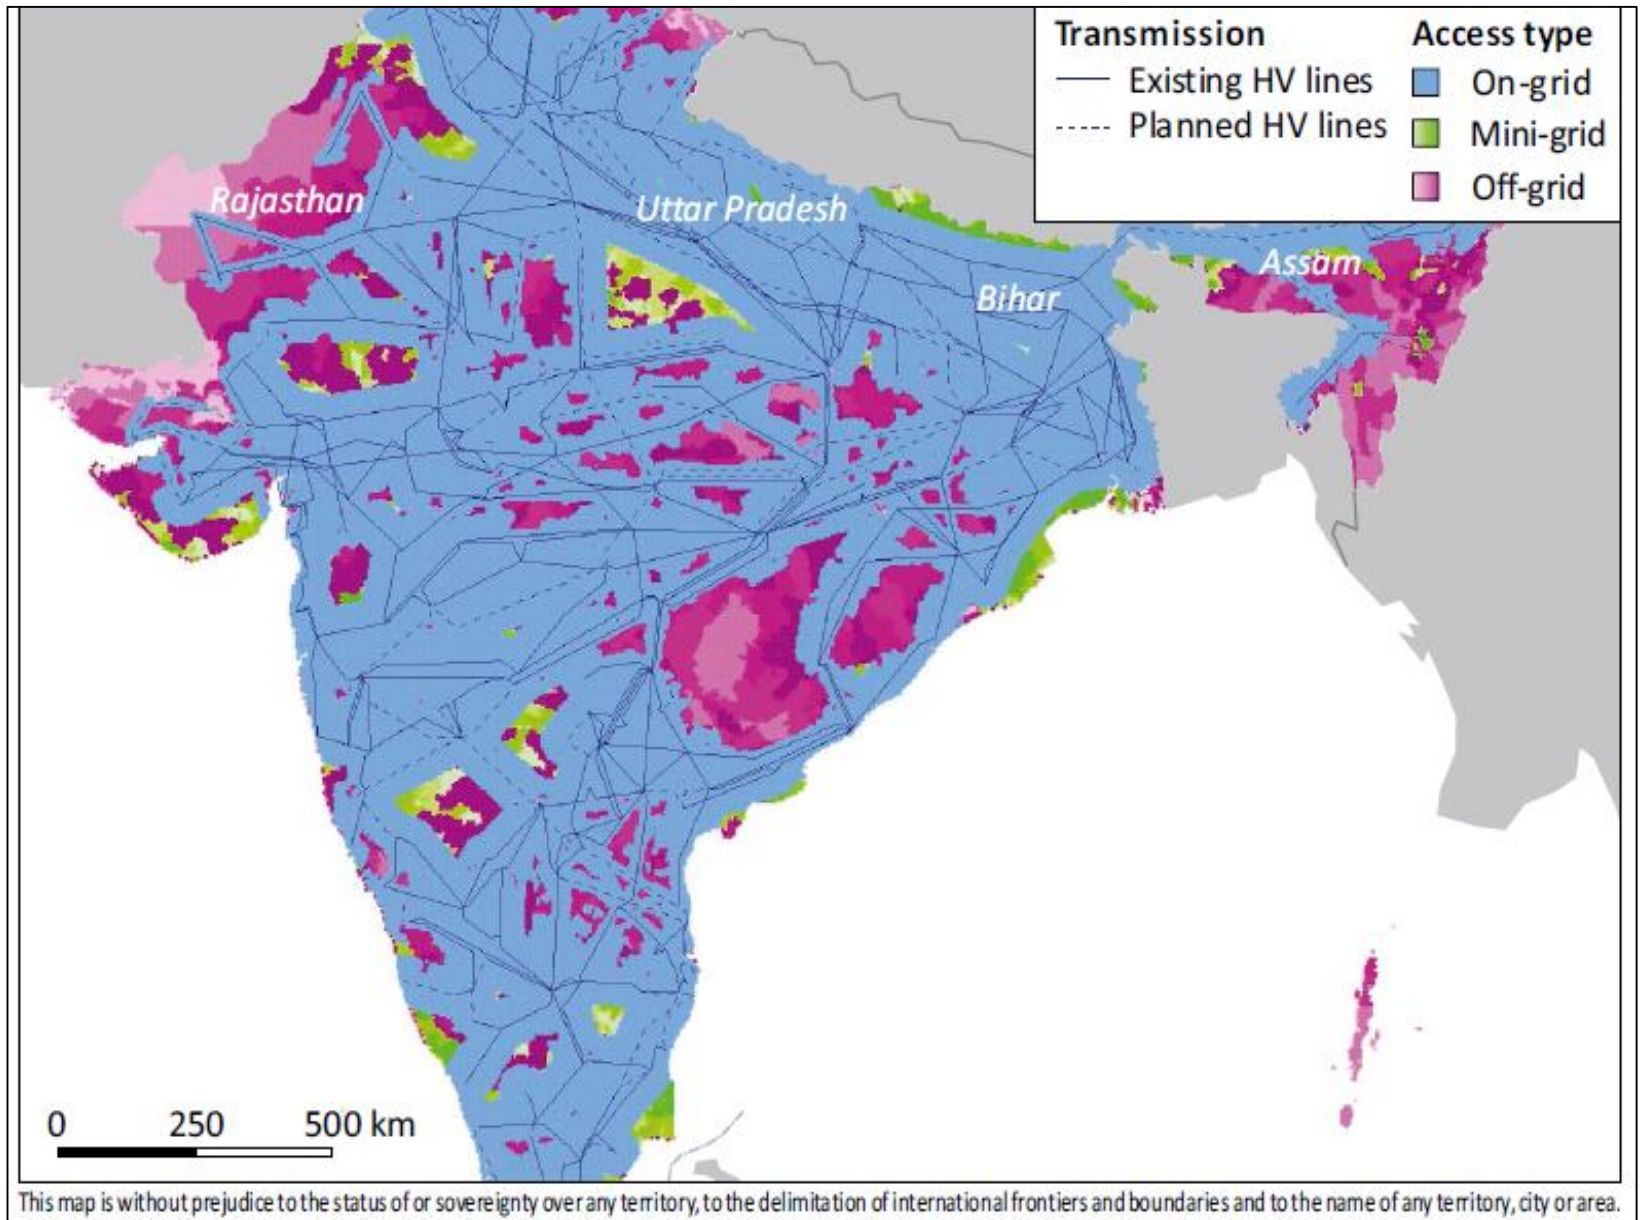 Transmission
Existing HV lines
Planned HV lines
Access type
On-grid
Mini-grid
Off-grid
Rajasthan
Uttar Pradesh
Bihar
Assam
0 250 500 km
This map is without prejudice to the status of or sovereignty over any territory, to the delimitation of international frontiers and boundaries and to the name of any territory, city or area.